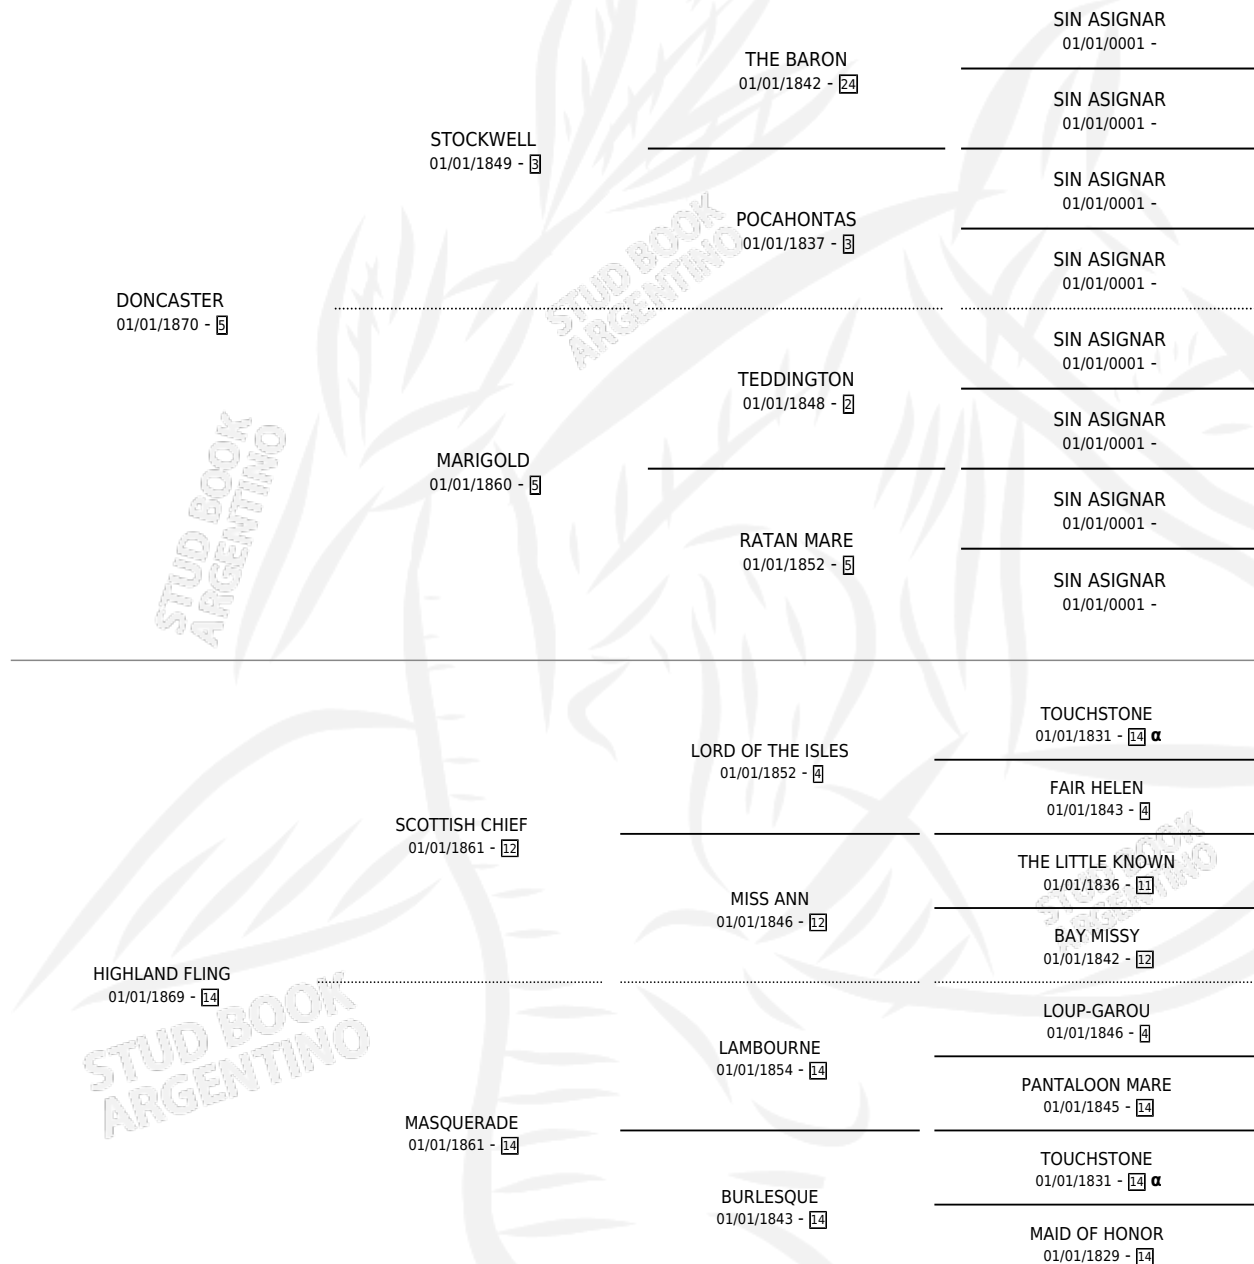 SIN ASIGNAR
01/01/0001 -
THE BARON
01/01/1842 - 24
SIN ASIGNAR
01/01/0001 -
STOCKWELL
01/01/1849 - 3
SIN ASIGNAR
01/01/0001 -
POCAHONTAS
01/01/1837 - 3
SIN ASIGNAR
01/01/0001 -
DONCASTER
01/01/1870 - 5
SIN ASIGNAR
01/01/0001 -
TEDDINGTON
01/01/1848 - 2
SIN ASIGNAR
01/01/0001 -
MARIGOLD
01/01/1860 - 5
SIN ASIGNAR
01/01/0001 -
RATAN MARE
01/01/1852 - 5
SIN ASIGNAR
01/01/0001 -
STUD BOOK
ARGENTINO
STUD BOOK
ARGENTINO
TOUCHSTONE
01/01/1831 - 14 α
LORD OF THE ISLES
01/01/1852 - 4
FAIR HELEN
01/01/1843 - 4
SCOTTISH CHIEF
01/01/1861 - 12
THE LITTLE KNOWN
01/01/1836 - 11
MISS ANN
01/01/1846 - 12
BAY MISSY
01/01/1842 - 12
STUD BOOK
ARGENTINO
HIGHLAND FLING
01/01/1869 - 14
LOUP-GAROU
01/01/1846 - 4
LAMBOURNE
01/01/1854 - 14
PANTALOON MARE
01/01/1845 - 14
STUD BOOK
ARGENTINO
MASQUERADE
01/01/1861 - 14
TOUCHSTONE
01/01/1831 - 14 α
BURLESQUE
01/01/1843 - 14
MAID OF HONOR
01/01/1829 - 14